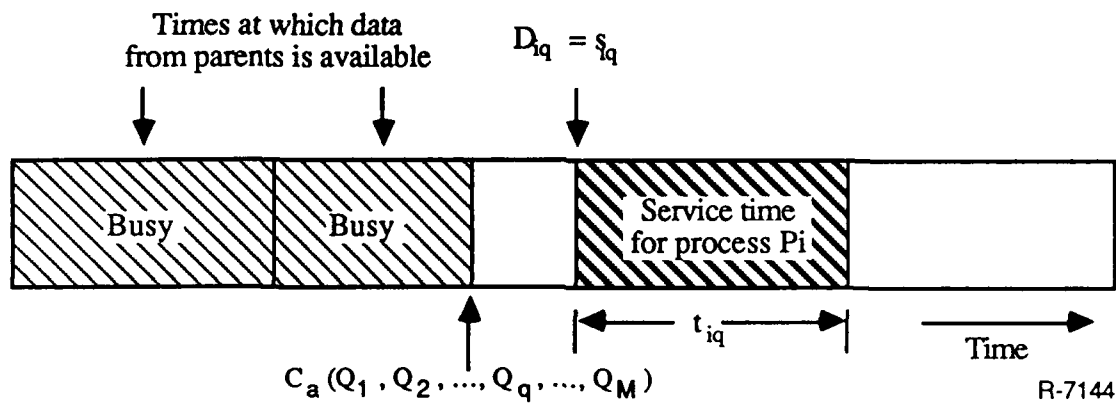 Times at which data
from parents is available
D_iq = s_iq
Busy
Busy
Service time
for process Pi
t_iq
Time
C_a (Q_1 , Q_2 , ..., Q_q , ..., Q_M )
R-7144